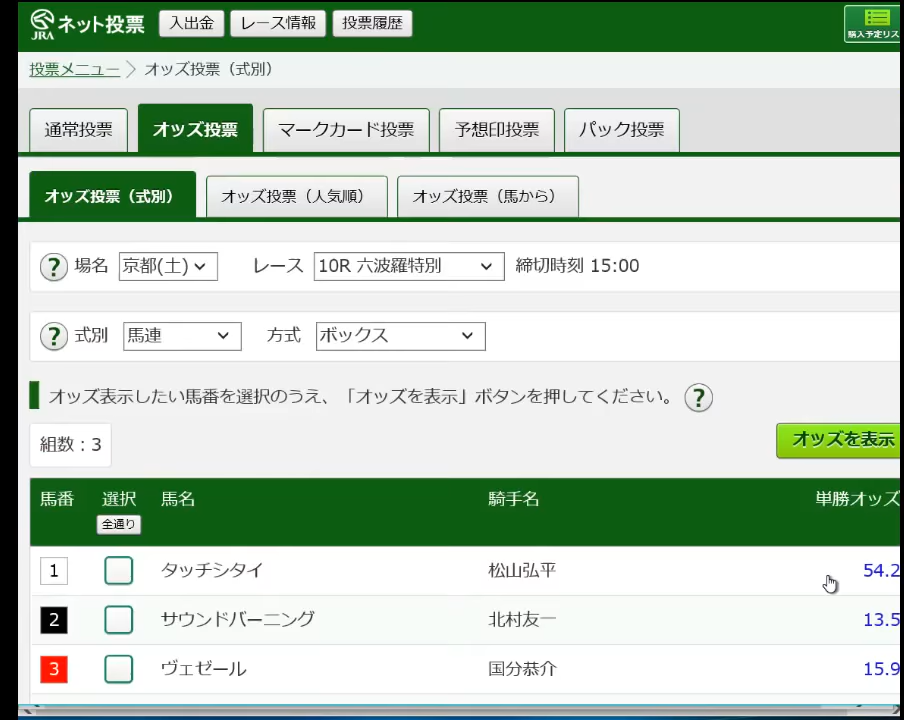 JRA ネット投票 入出金 レース情報 投票履歴 購入予定リス
投票メニュー オッズ投票（式別）
通常投票 オッズ投票 マークカード投票 予想印投票 パック投票
オッズ投票（式別） オッズ投票（人気順） オッズ投票（馬から）
? 場名 京都(土) レース 10R 六波羅特別 締切時刻 15:00
? 式別 馬連 方式 ボックス
オッズ表示したい馬番を選択のうえ、「オッズを表示」ボタンを押してください。 ?
組数：3 オッズを表示
馬番 選択 馬名 騎手名 単勝オッズ
全通り
1 タッチシタイ 松山弘平 54.2
2 サウンドバーニング 北村友一 13.5
3 ヴェゼール 国分恭介 15.9